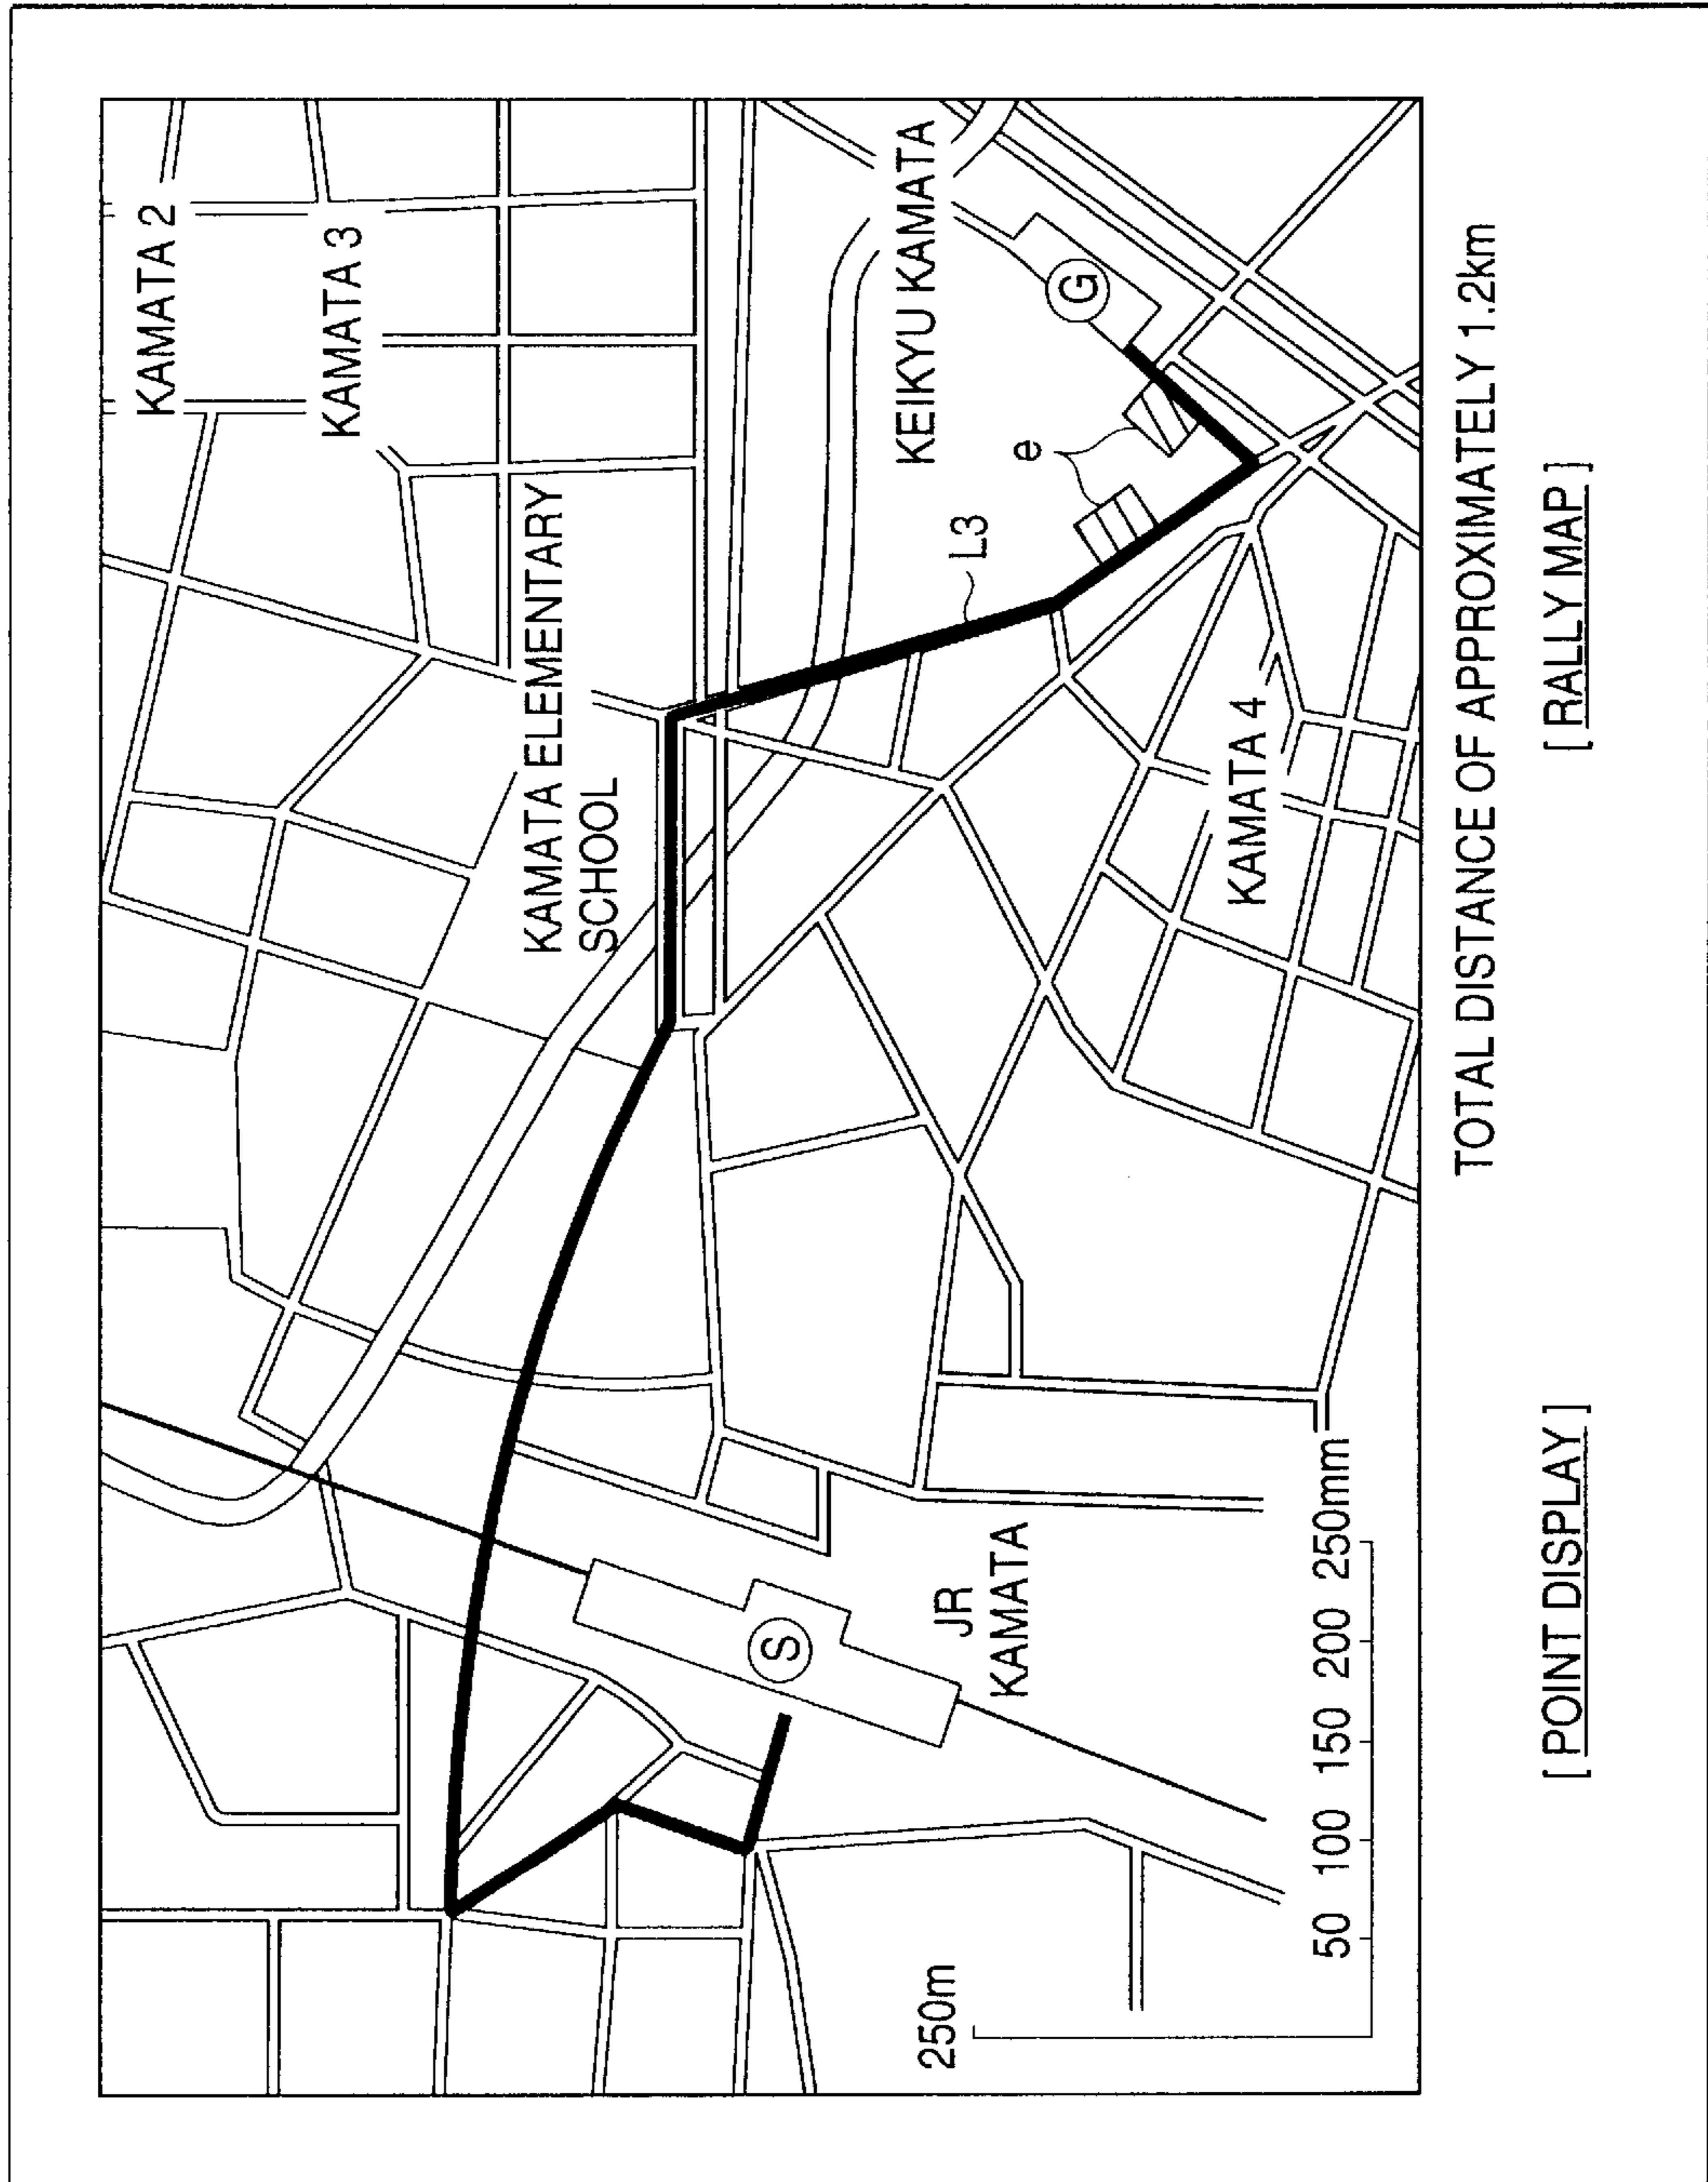 KAMATA 2
KAMATA 3
KAMATA ELEMENTARY
SCHOOL
KEIKYU KAMATA
G
e
L3
KAMATA 4
S
JR
KAMATA
250m
50 100 150 200 250mm
TOTAL DISTANCE OF APPROXIMATELY 1.2km
[ POINT DISPLAY ] [ RALLY MAP ]